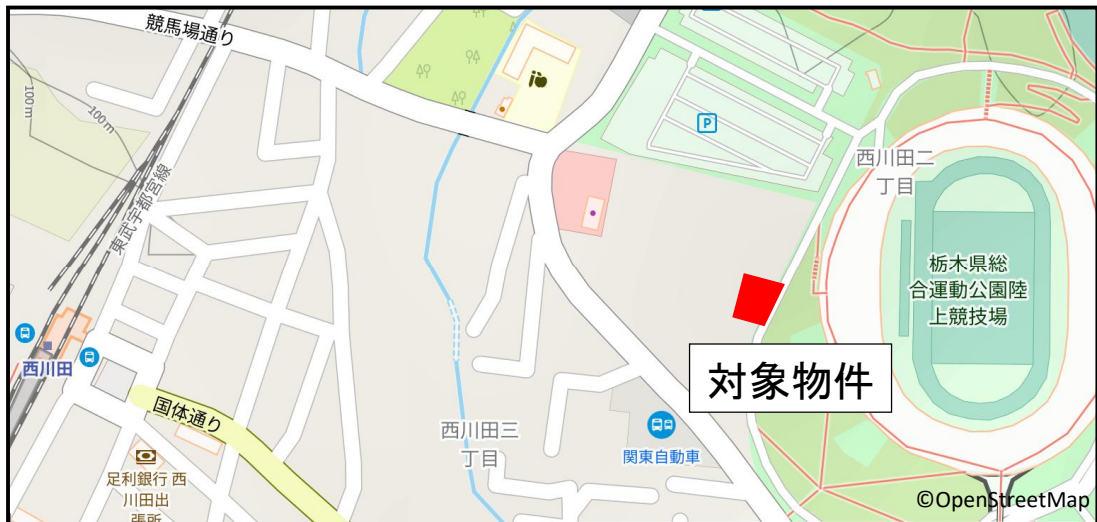 競馬場通り
100 m
100 m
東武宇都宮線
P
西川田二
丁目
栃木県総
合運動公園陸
上競技場
対象物件
西川田
国体通り
西川田三
丁目
関東自動車
足利銀行 西
川田出
張所
©OpenStreetMap